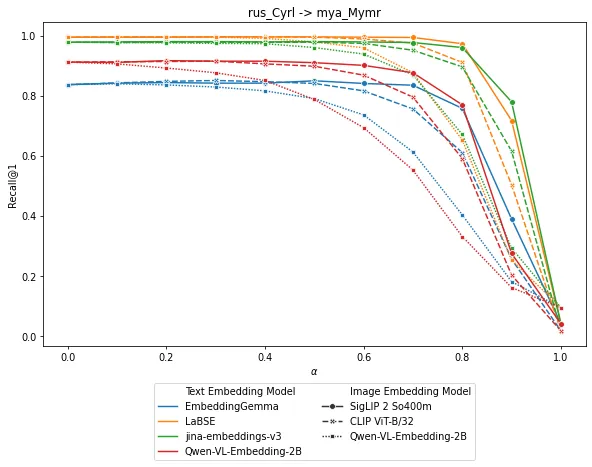 rus_Cyrl -> mya_Mymr
Recall@1
1.0
0.8
0.6
0.4
0.2
0.0
0.0 0.2 0.4 0.6 0.8 1.0
α
Text Embedding Model
EmbeddingGemma
LaBSE
jina-embeddings-v3
Qwen-VL-Embedding-2B
Image Embedding Model
SigLIP 2 So400m
CLIP ViT-B/32
Qwen-VL-Embedding-2B